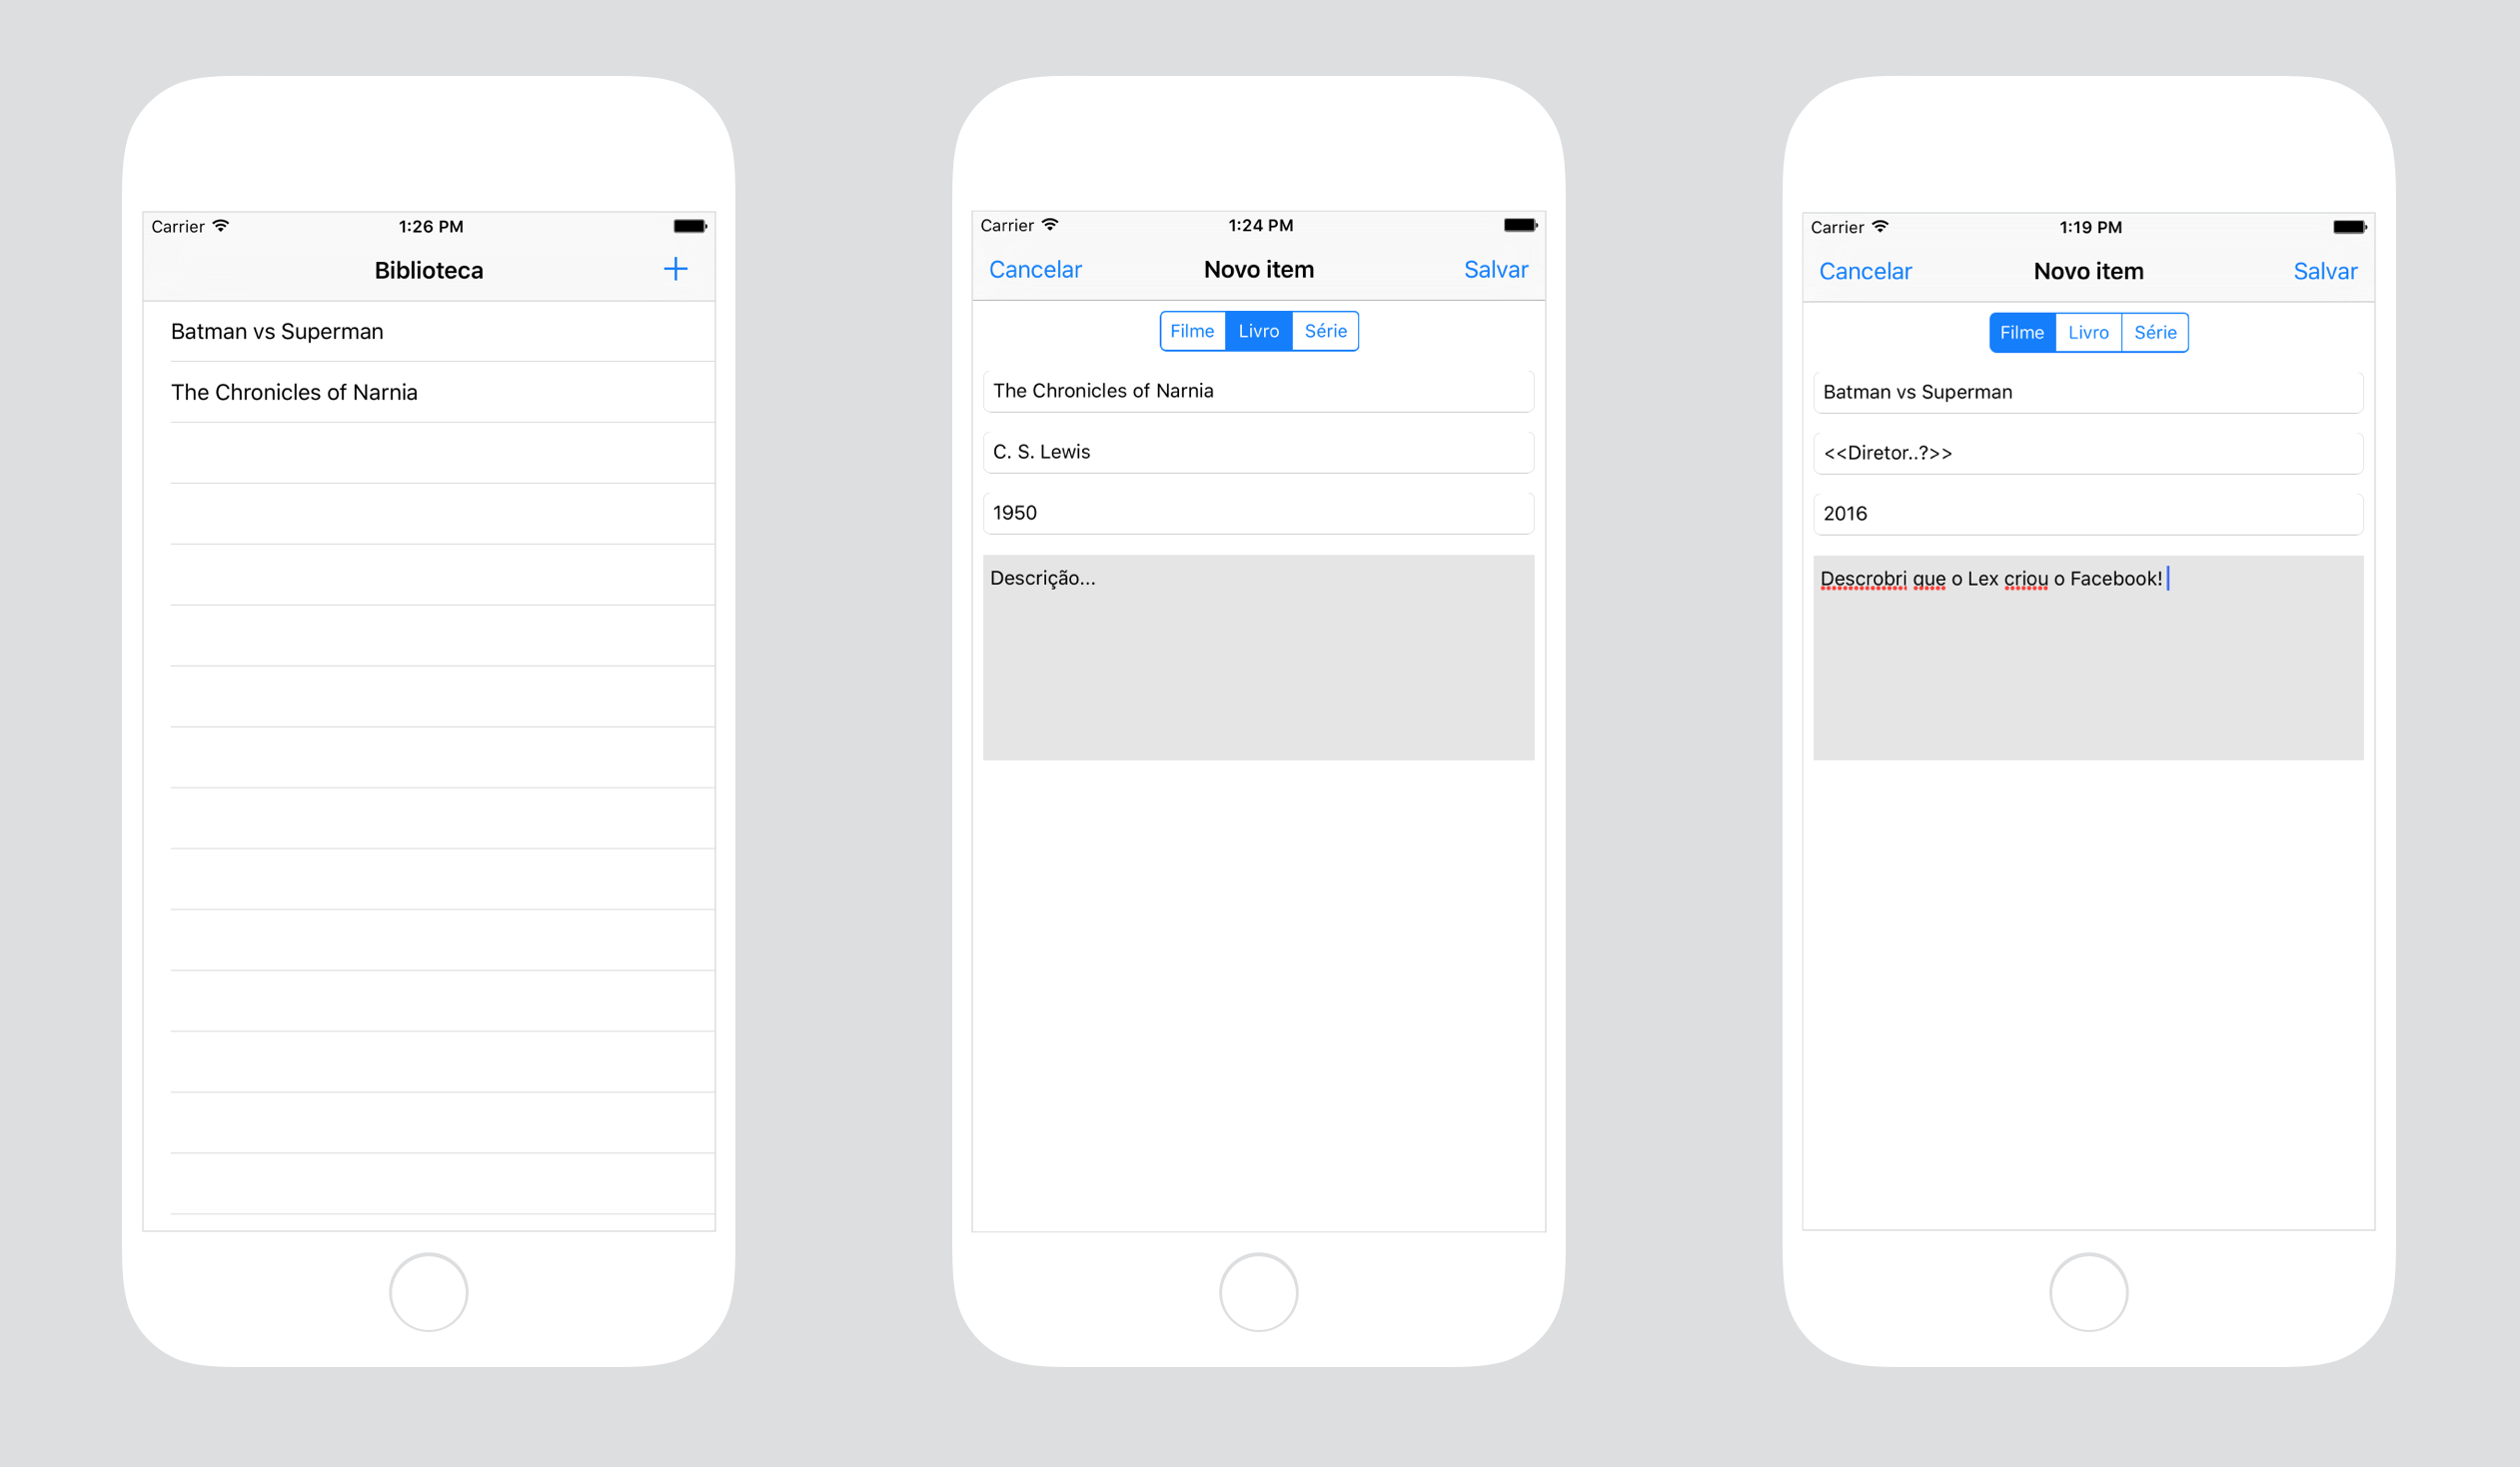 Carrier 1:26 PM
Biblioteca +
Batman vs Superman
The Chronicles of Narnia
Carrier 1:24 PM
Cancelar Novo item Salvar
Filme Livro Série
The Chronicles of Narnia
C. S. Lewis
1950
Descrição...
Carrier 1:19 PM
Cancelar Novo item Salvar
Filme Livro Série
Batman vs Superman
<<Diretor..?>>
2016
Descrobri que o Lex criou o Facebook!